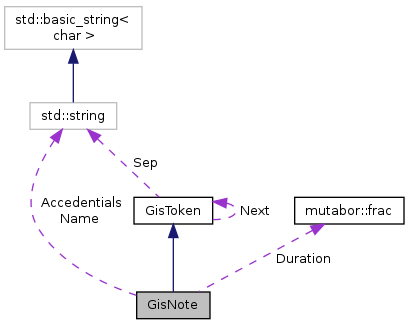 std::basic_string<
char >
std::string
Sep
Accedentials
Name
GisToken
Next
mutabor::frac
Duration
GisNote